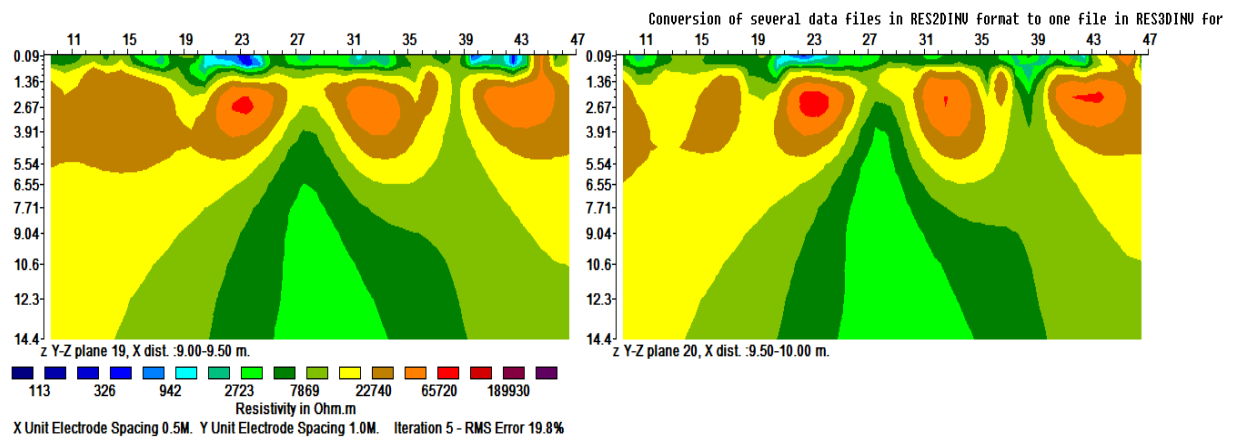 Conversion of several data files in RES2DINV format to one file in RES3DINV for
11 15 19 23 27 31 35 39 43 47
0.09
1.36
2.67
3.91
5.54
6.55
7.71
9.04
10.6
12.3
14.4
z Y-Z plane 19, X dist. :9.00-9.50 m.
11 15 19 23 27 31 35 39 43 47
0.09
1.36
2.67
3.91
5.54
6.55
7.71
9.04
10.6
12.3
14.4
z Y-Z plane 20, X dist. :9.50-10.00 m.
113 326 942 2723 7869 22740 65720 189930
Resistivity in Ohm.m
X Unit Electrode Spacing 0.5M. Y Unit Electrode Spacing 1.0M. Iteration 5 - RMS Error 19.8%